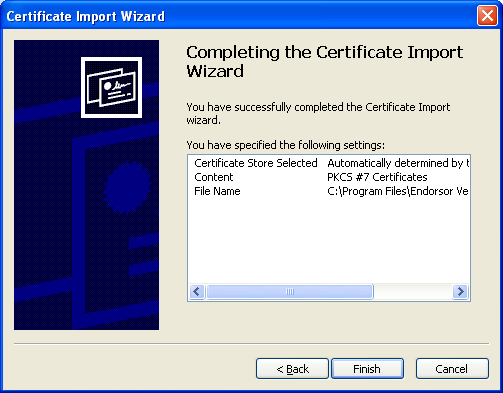 Certificate Import Wizard
Completing the Certificate Import
Wizard
You have successfully completed the Certificate Import
wizard.
You have specified the following settings:
Certificate Store Selected Automatically determined by t
Content PKCS #7 Certificates
File Name C:\Program Files\Endorsor Ve
< Back Finish Cancel